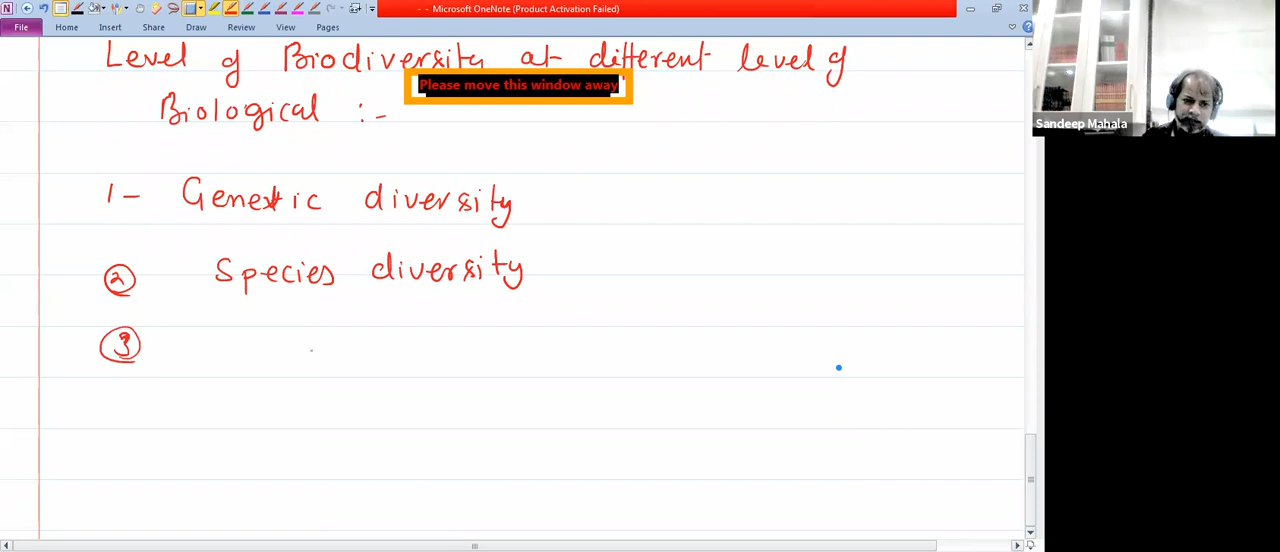 - - Microsoft OneNote (Product Activation Failed)
File Home Insert Share Draw Review View Pages
Level of Biodiversity at different level of
Please move this window away
Biological :-
Sandeep Mahala
1- Genetic diversity
2 Species diversity
3